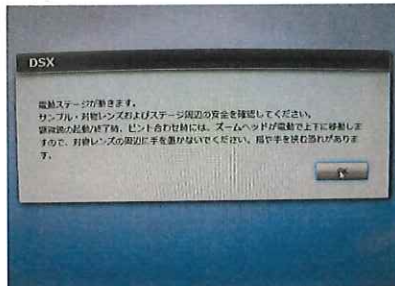 DSX
電動ステージが動きます。
サンプル・対物レンズおよびステージ周辺の安全を確認してください。
顕微鏡の起動/終了時、ピント合わせ時には、ズームヘッドが電動で上下に移動しま
すので、対物レンズの周辺に手を置かないでください。指や手を挟む恐れがありま
す。